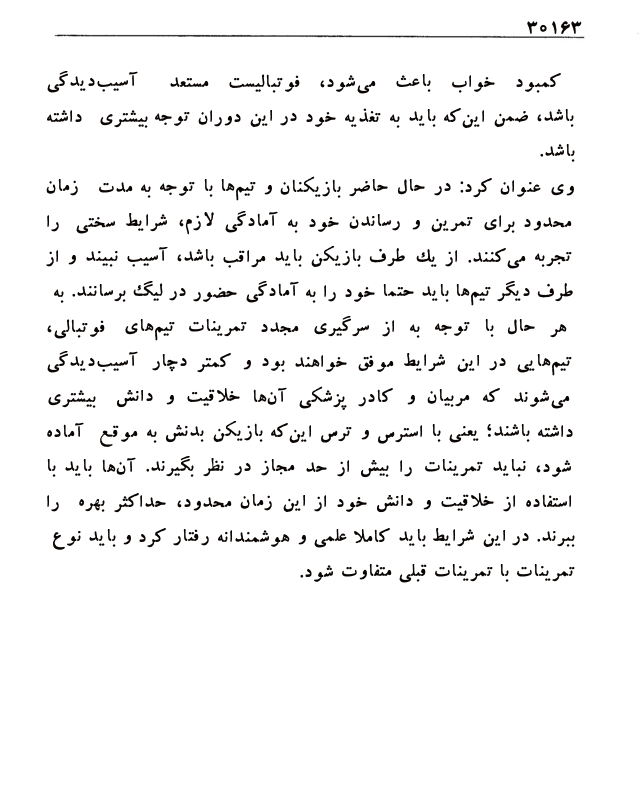 ۳۰۱۶۳
کمبود خواب باعث می‌شود، فوتبالیست مستعد آسیب‌دیدگی
باشد، ضمن این‌که باید به تغذیه خود در این دوران توجه بیشتری داشته
باشد.
وی عنوان کرد: در حال حاضر بازیکنان و تیم‌ها با توجه به مدت زمان
محدود برای تمرین و رساندن خود به آمادگی لازم، شرایط سختی را
تجربه می‌کنند. از یك طرف بازیکن باید مراقب باشد، آسیب نبیند و از
طرف دیگر تیم‌ها باید حتما خود را به آمادگی حضور در لیگ برسانند. به
هر حال با توجه به از سرگیری مجدد تمرینات تیم‌های فوتبالی،
تیم‌هایی در این شرایط موفق خواهند بود و کمتر دچار آسیب‌دیدگی
می‌شوند که مربیان و کادر پزشکی آن‌ها خلاقیت و دانش بیشتری
داشته باشند؛ یعنی با استرس و ترس این‌که بازیکن بدنش به موقع آماده
شود، نباید تمرینات را بیش از حد مجاز در نظر بگیرند. آن‌ها باید با
استفاده از خلاقیت و دانش خود از این زمان محدود، حداکثر بهره را
ببرند. در این شرایط باید کاملا علمی و هوشمندانه رفتار کرد و باید نوع
تمرینات با تمرینات قبلی متفاوت شود.